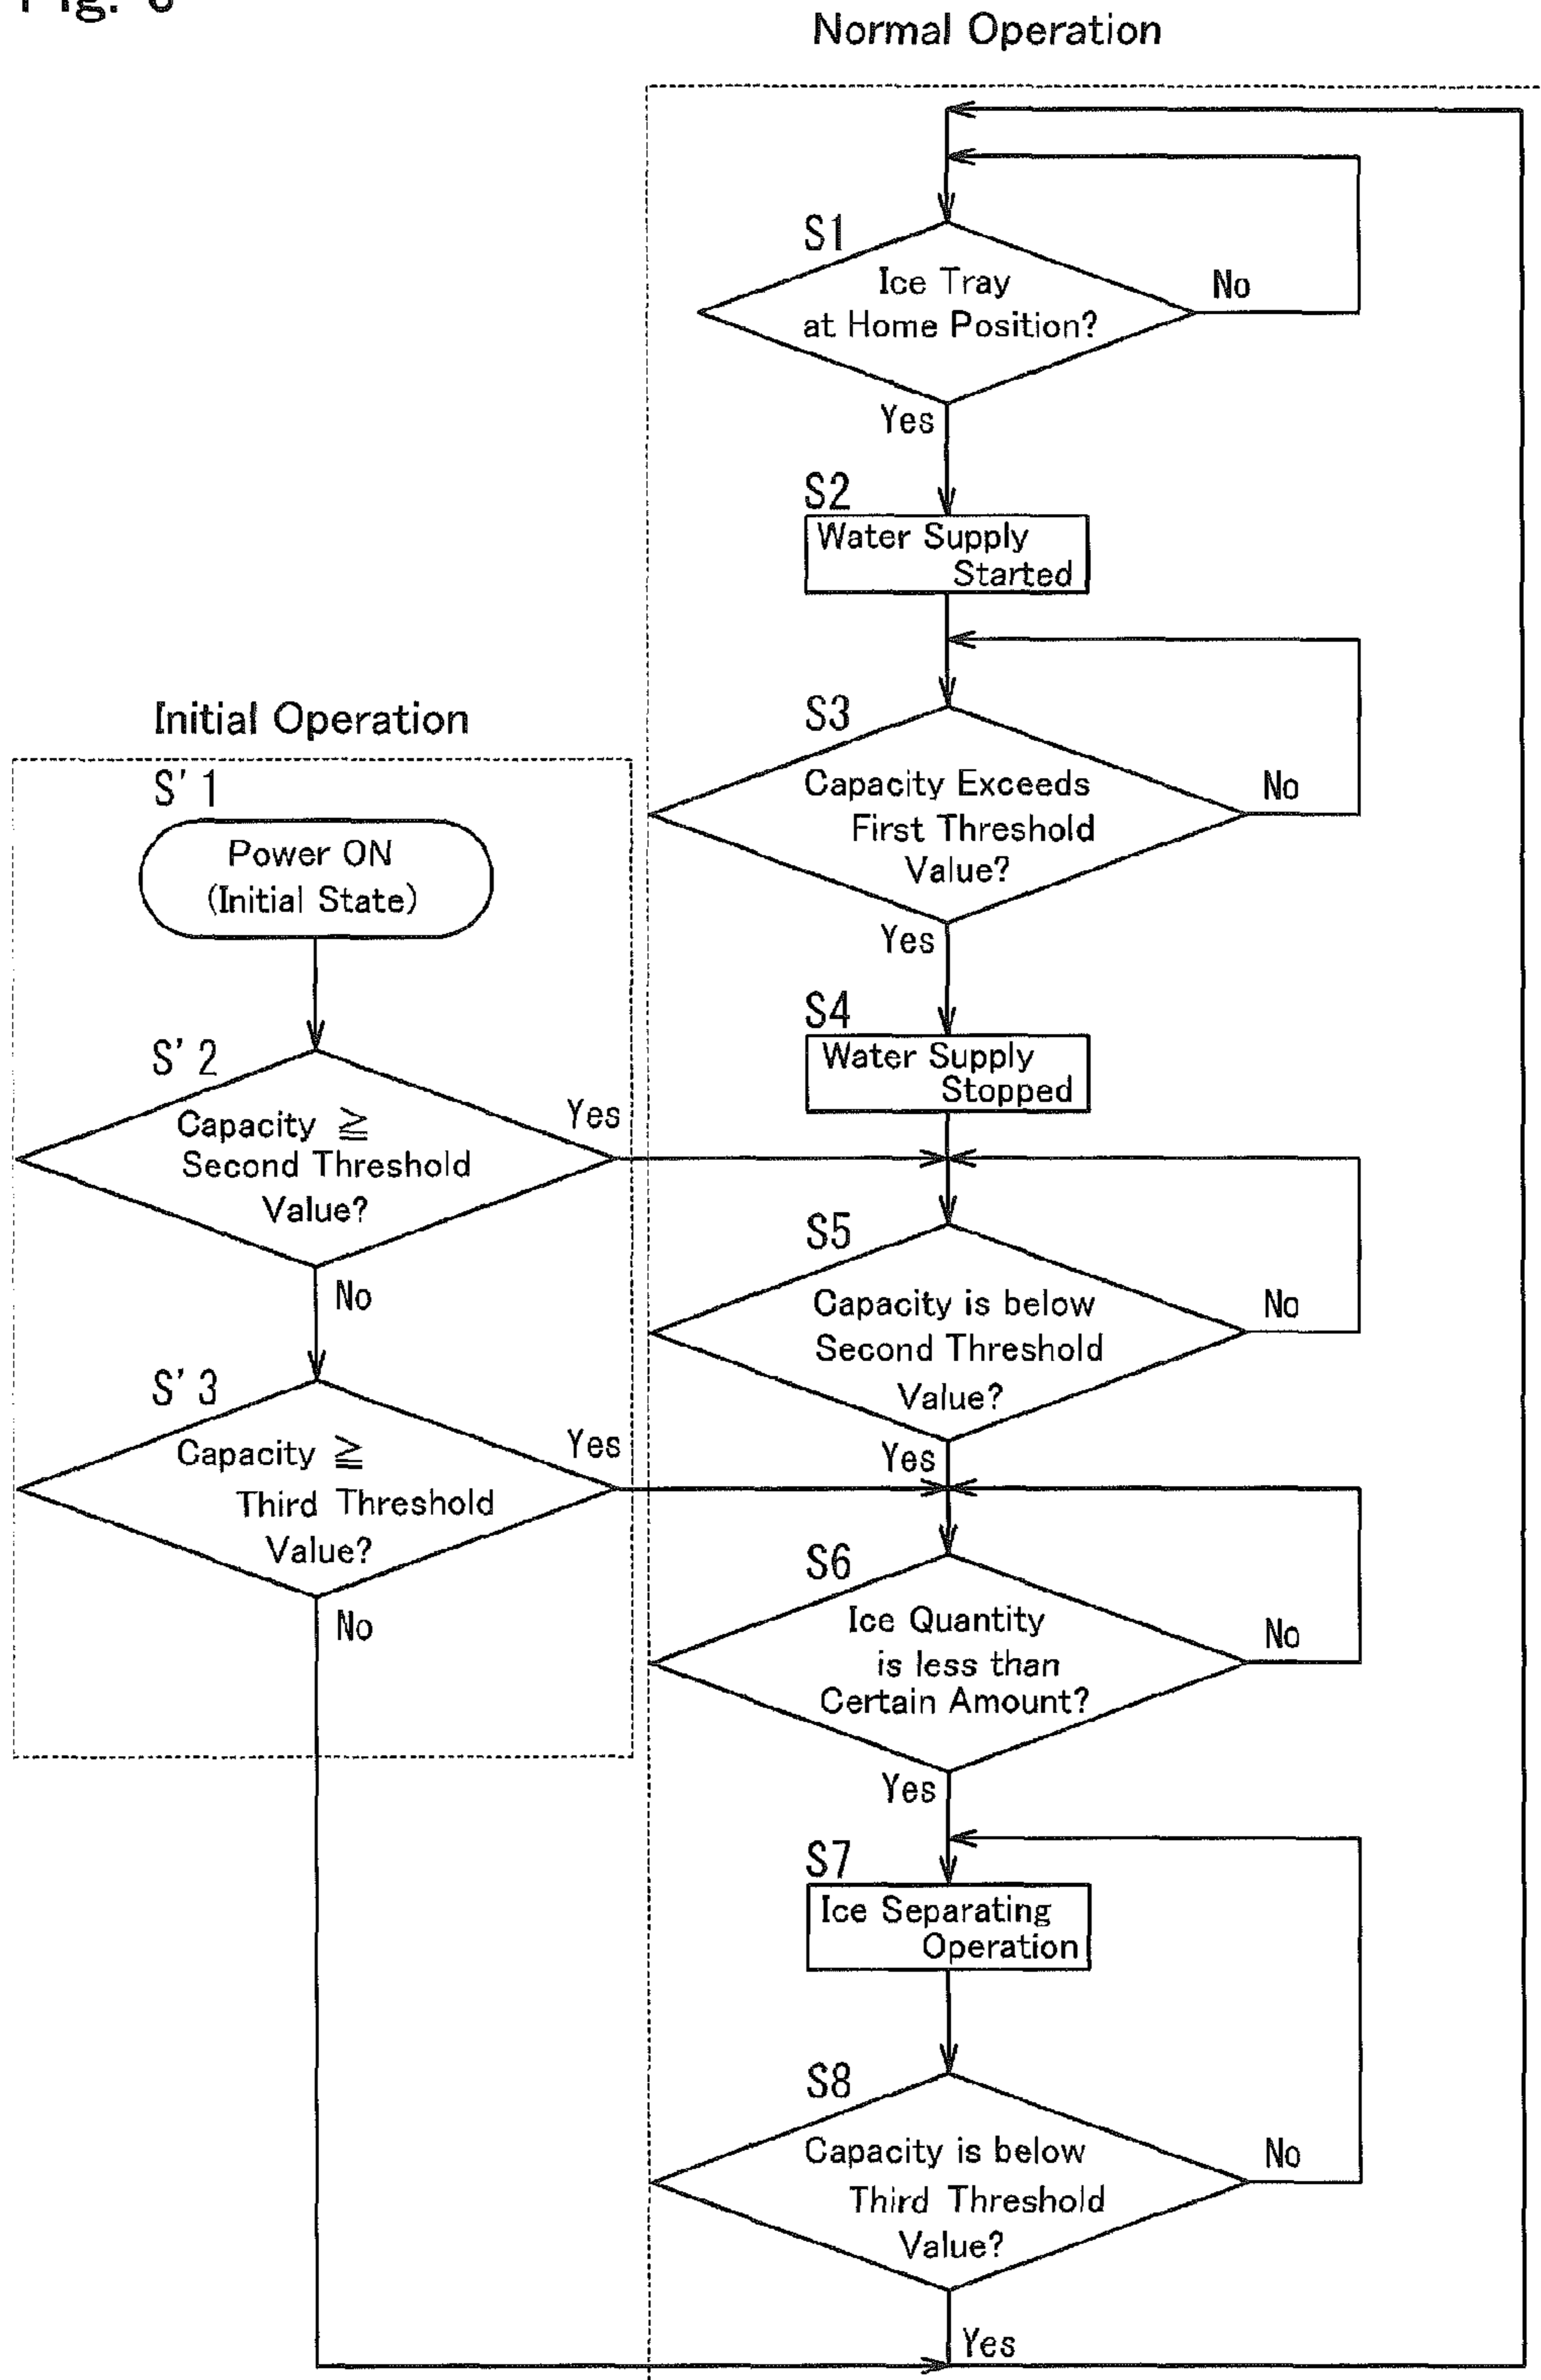 Normal Operation
S1
Ice Tray
at Home Position?
No
Yes
S2
Water Supply
Started
S3
Capacity Exceeds
First Threshold
Value?
No
Yes
S4
Water Supply
Stopped
S5
Capacity is below
Second Threshold
Value?
No
Yes
S6
Ice Quantity
is less than
Certain Amount?
No
Yes
S7
Ice Separating
Operation
S8
Capacity is below
Third Threshold
Value?
No
Yes
Initial Operation
S'1
Power ON
(Initial State)
S'2
Capacity ≧
Second Threshold
Value?
Yes
No
S'3
Capacity ≧
Third Threshold
Value?
Yes
No